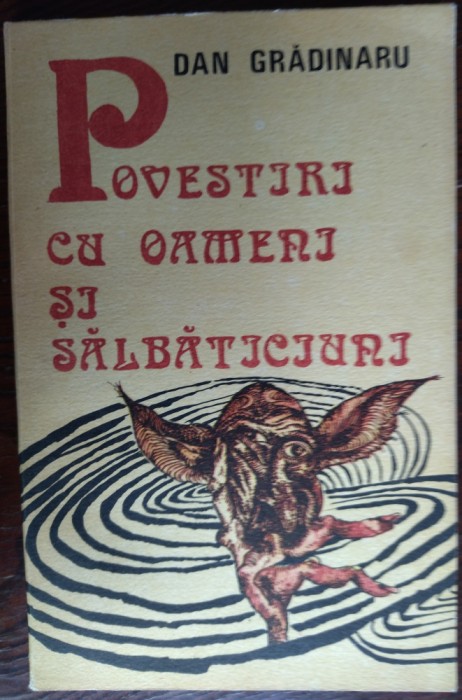 DAN GRĂDINARU
POVESTIRI
CU OAMENI
ȘI
SĂLBĂTICIUNI